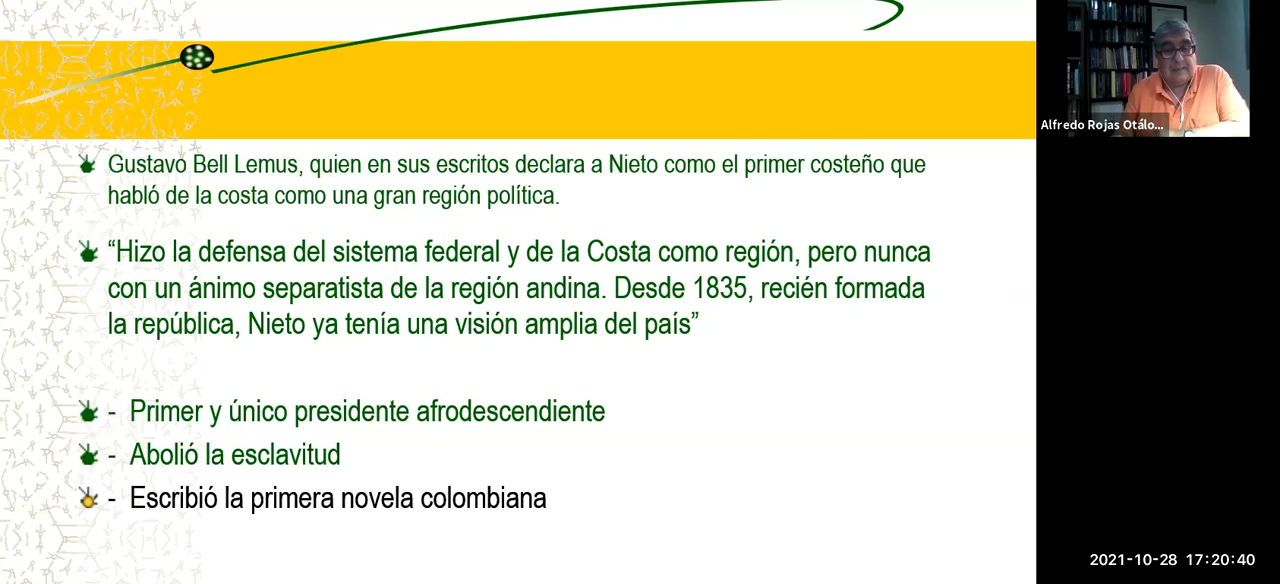 Gustavo Bell Lemus, quien en sus escritos declara a Nieto como el primer costeño que
habló de la costa como una gran región política.
“Hizo la defensa del sistema federal y de la Costa como región, pero nunca
con un ánimo separatista de la región andina. Desde 1835, recién formada
la república, Nieto ya tenía una visión amplia del país”
- Primer y único presidente afrodescendiente
- Abolió la esclavitud
- Escribió la primera novela colombiana
Alfredo Rojas Otálo...
2021-10-28 17:20:40